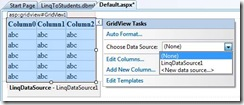 Start Page
LinqToStudents.dbml
Default.aspx*
asp:gridview#GridView1
Column0 Column1 Column2
abc abc abc
abc abc abc
abc abc abc
abc abc abc
abc abc abc
LinqDataSource - LinqDataSource1
GridView Tasks
Auto Format...
Choose Data Source: (None)
(None)
LinqDataSource1
<New data source...>
Edit Columns...
Add New Column...
Edit Templates